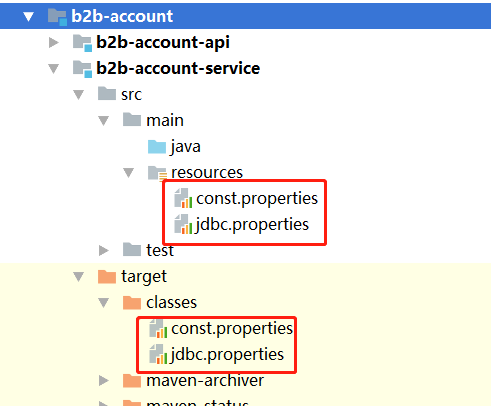 b2b-account
b2b-account-api
b2b-account-service
src
main
java
resources
const.properties
jdbc.properties
test
target
classes
const.properties
jdbc.properties
maven-archiver
maven-status